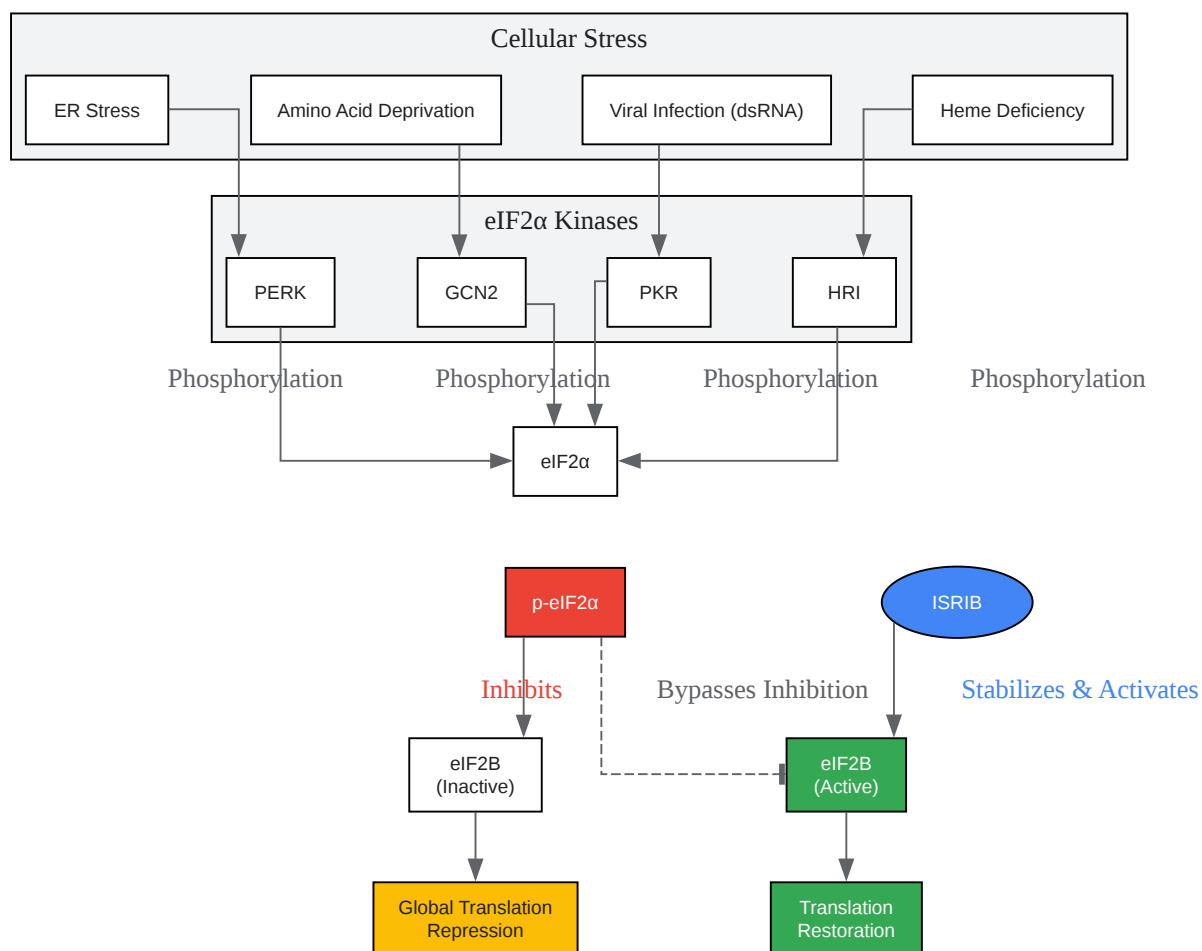 Cellular Stress
ER Stress
Amino Acid Deprivation
Viral Infection (dsRNA)
Heme Deficiency
eIF2α Kinases
PERK
GCN2
PKR
HRI
Phosphorylation
Phosphorylation
Phosphorylation
Phosphorylation
eIF2α
p-eIF2α
ISRIB
Inhibits
Bypasses Inhibition
Stabilizes & Activates
eIF2B
(Inactive)
eIF2B
(Active)
Global Translation
Repression
Translation
Restoration